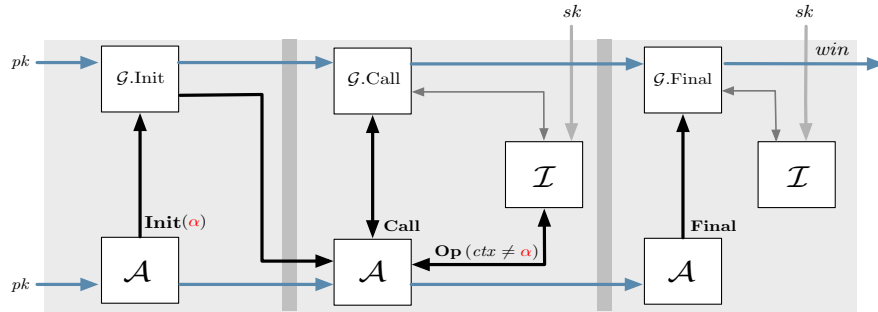 sk
sk
pk
𝒢.Init
𝒢.Call
𝒢.Final
win
ℐ
ℐ
Init(α)
Call
Final
Op (ctx ≠ α)
pk
𝒜
𝒜
𝒜